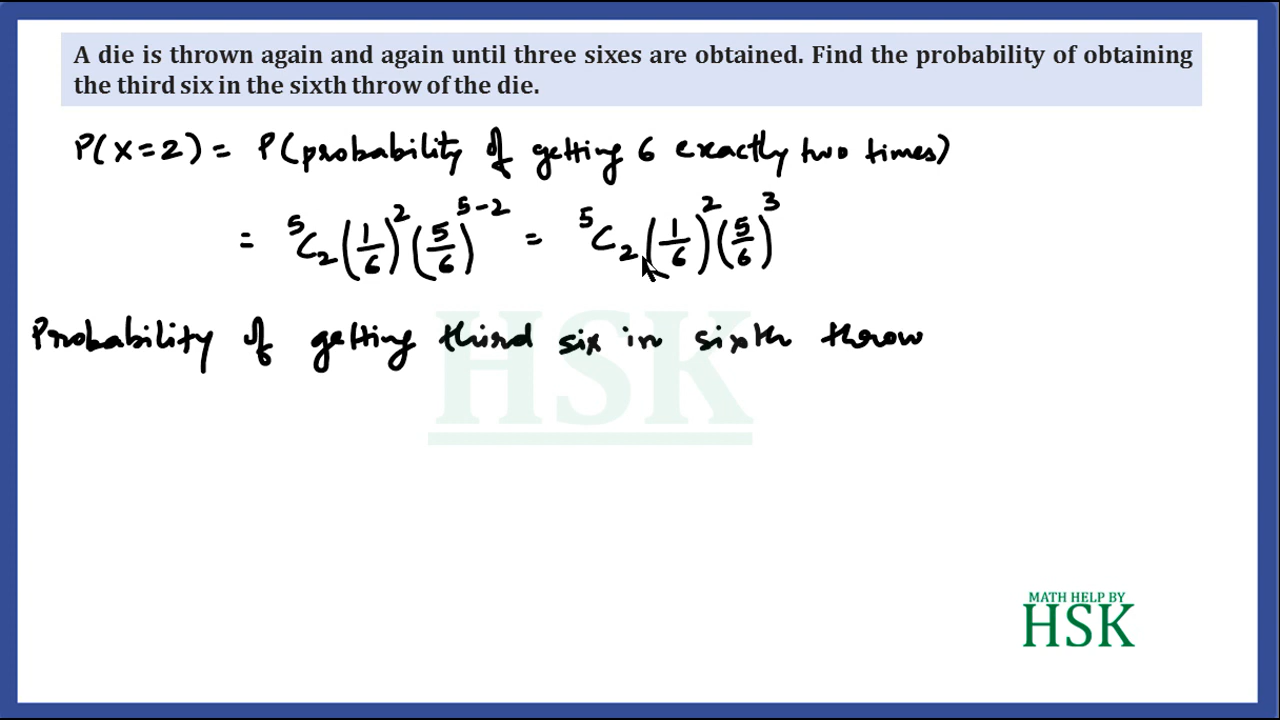 A die is thrown again and again until three sixes are obtained. Find the probability of obtaining
the third six in the sixth throw of the die.
P(X=2) = P(probability of getting 6 exactly two times)
= ⁵C₂ (1/6)² (5/6)⁵⁻² = ⁵C₂ (1/6)² (5/6)³
Probability of getting third six in sixth throw
HSK
MATH HELP BY
HSK